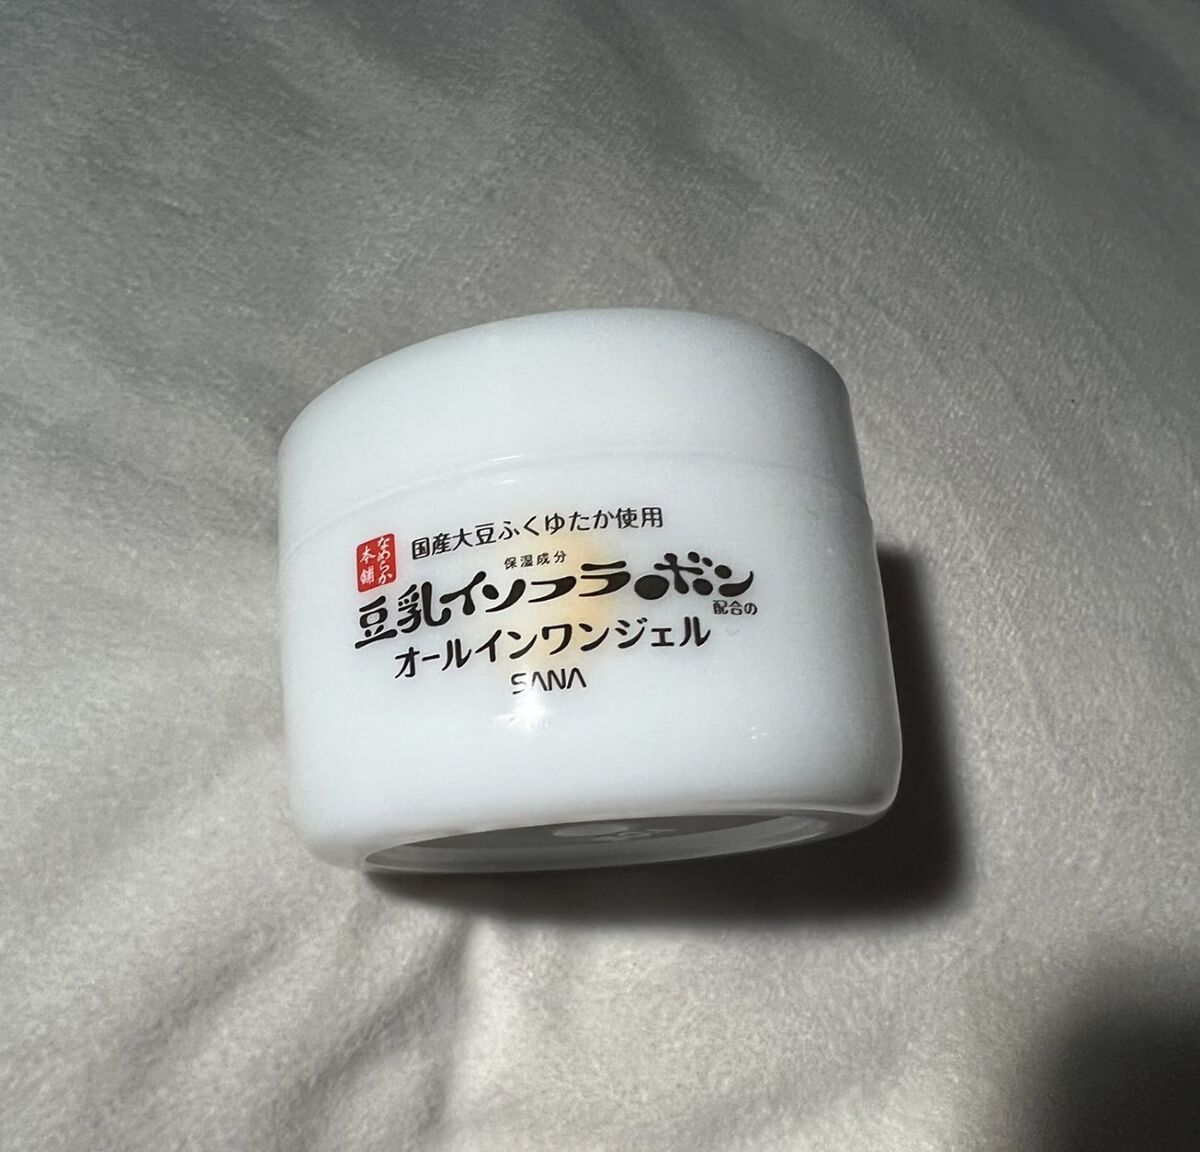 なめらか本舗
国産大豆ふくゆたか使用
保湿成分
豆乳イソフラボン
配合の
オールインワンジェル
SANA